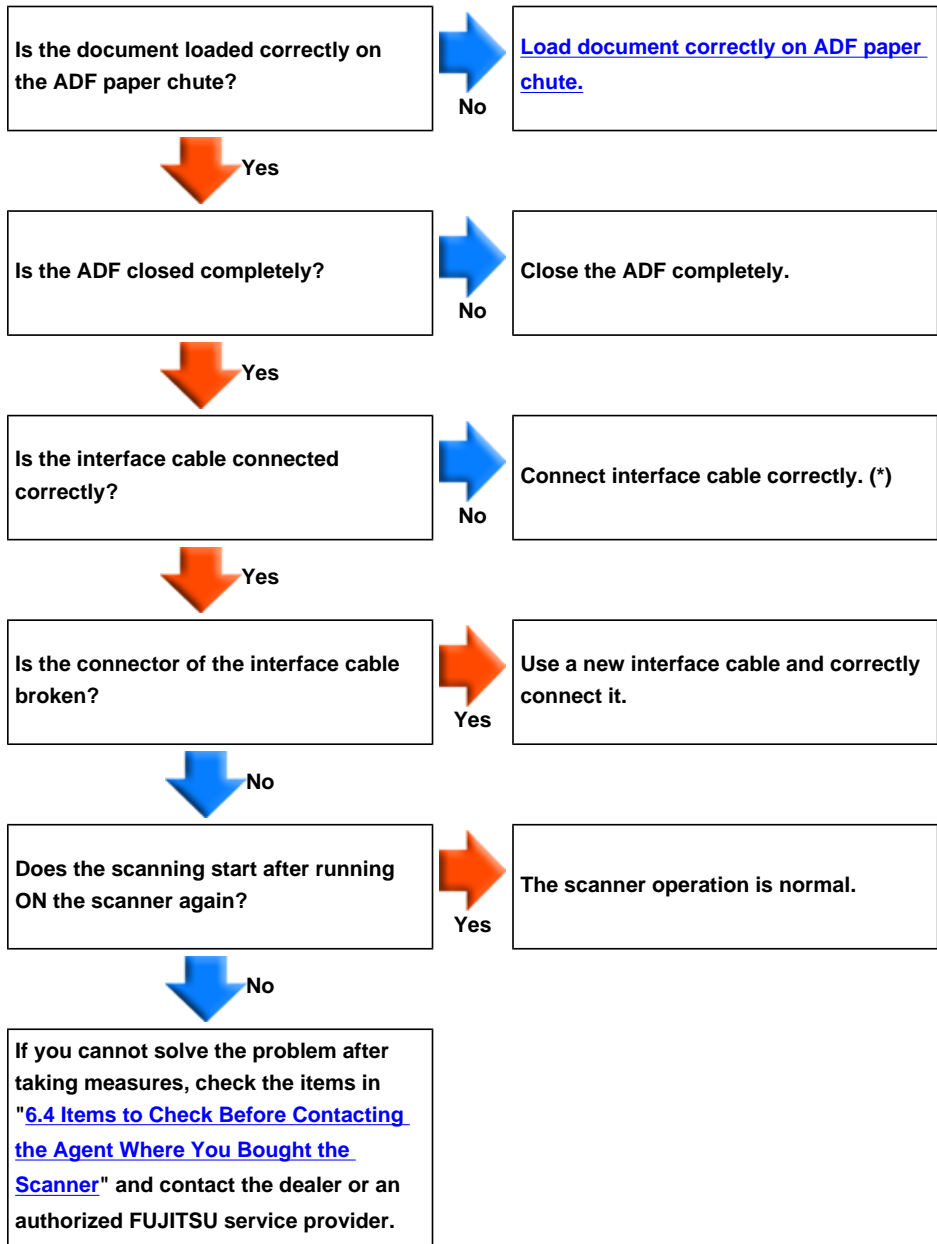 Is the document loaded correctly on
the ADF paper chute?
No
Load document correctly on ADF paper
chute.
Yes
Is the ADF closed completely?
No
Close the ADF completely.
Yes
Is the interface cable connected
correctly?
No
Connect interface cable correctly. (*)
Yes
Is the connector of the interface cable
broken?
Yes
Use a new interface cable and correctly
connect it.
No
Does the scanning start after running
ON the scanner again?
Yes
The scanner operation is normal.
No
If you cannot solve the problem after
taking measures, check the items in
"6.4 Items to Check Before Contacting
the Agent Where You Bought the
Scanner" and contact the dealer or an
authorized FUJITSU service provider.